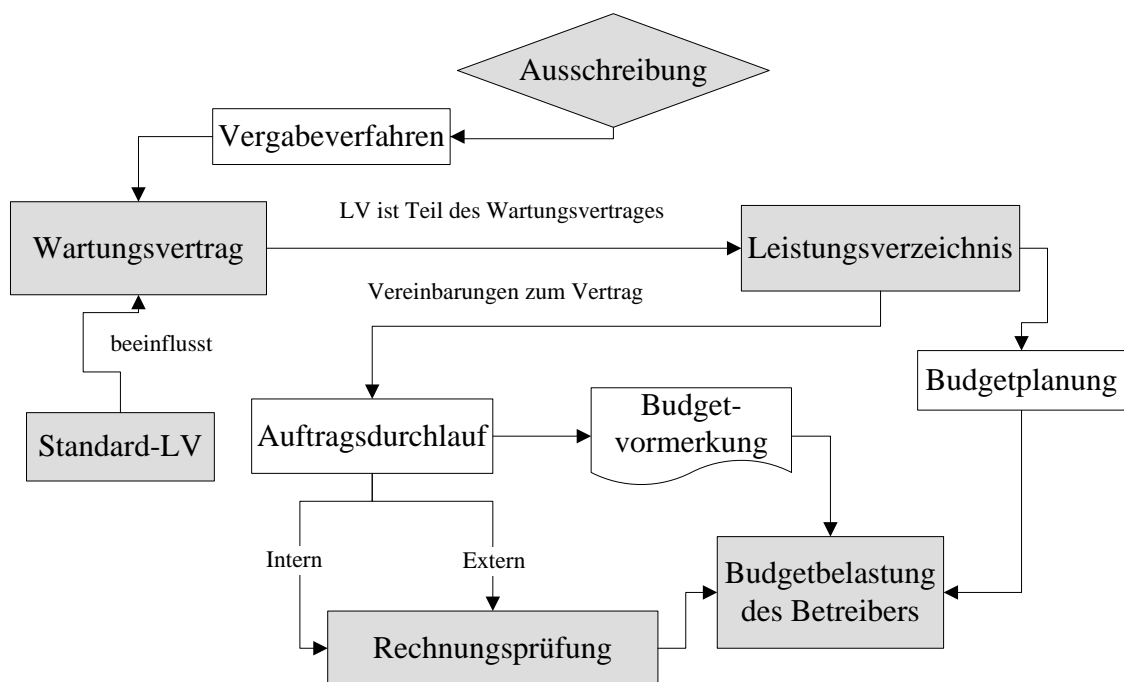 Ausschreibung
Vergabeverfahren
LV ist Teil des Wartungsvertrages
Wartungsvertrag
Leistungsverzeichnis
Vereinbarungen zum Vertrag
beeinflusst
Budgetplanung
Standard-LV
Auftragsdurchlauf
Budget-
vormerkung
Intern
Extern
Budgetbelastung
des Betreibers
Rechnungsprüfung